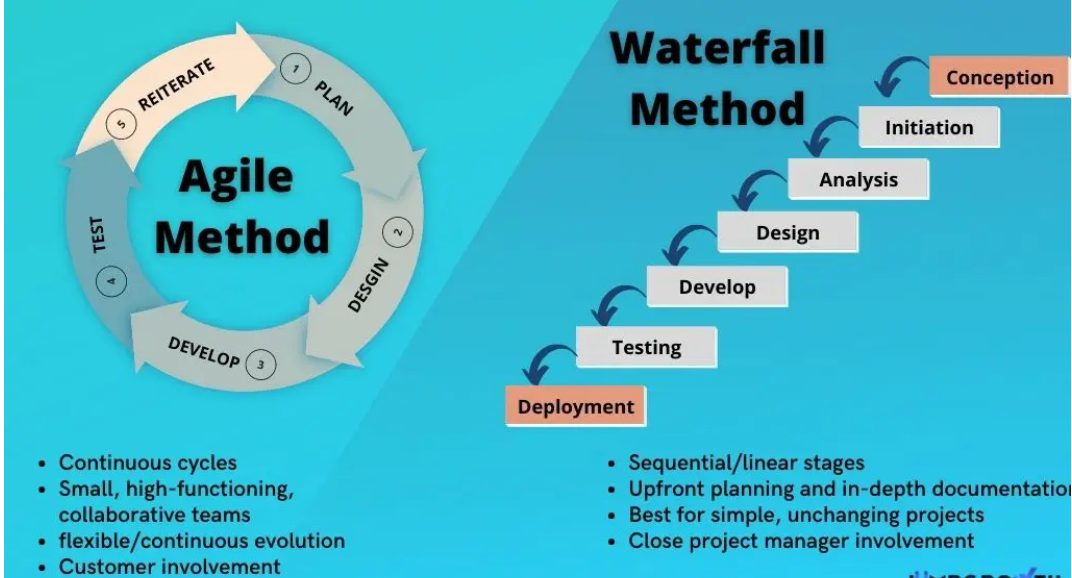 Agile
Method
1
PLAN
2
DESGIN
3
DEVELOP
4
TEST
5
REITERATE
• Continuous cycles
• Small, high-functioning,
collaborative teams
• flexible/continuous evolution
• Customer involvement
Waterfall
Method
Conception
Initiation
Analysis
Design
Develop
Testing
Deployment
• Sequential/linear stages
• Upfront planning and in-depth documentation
• Best for simple, unchanging projects
• Close project manager involvement